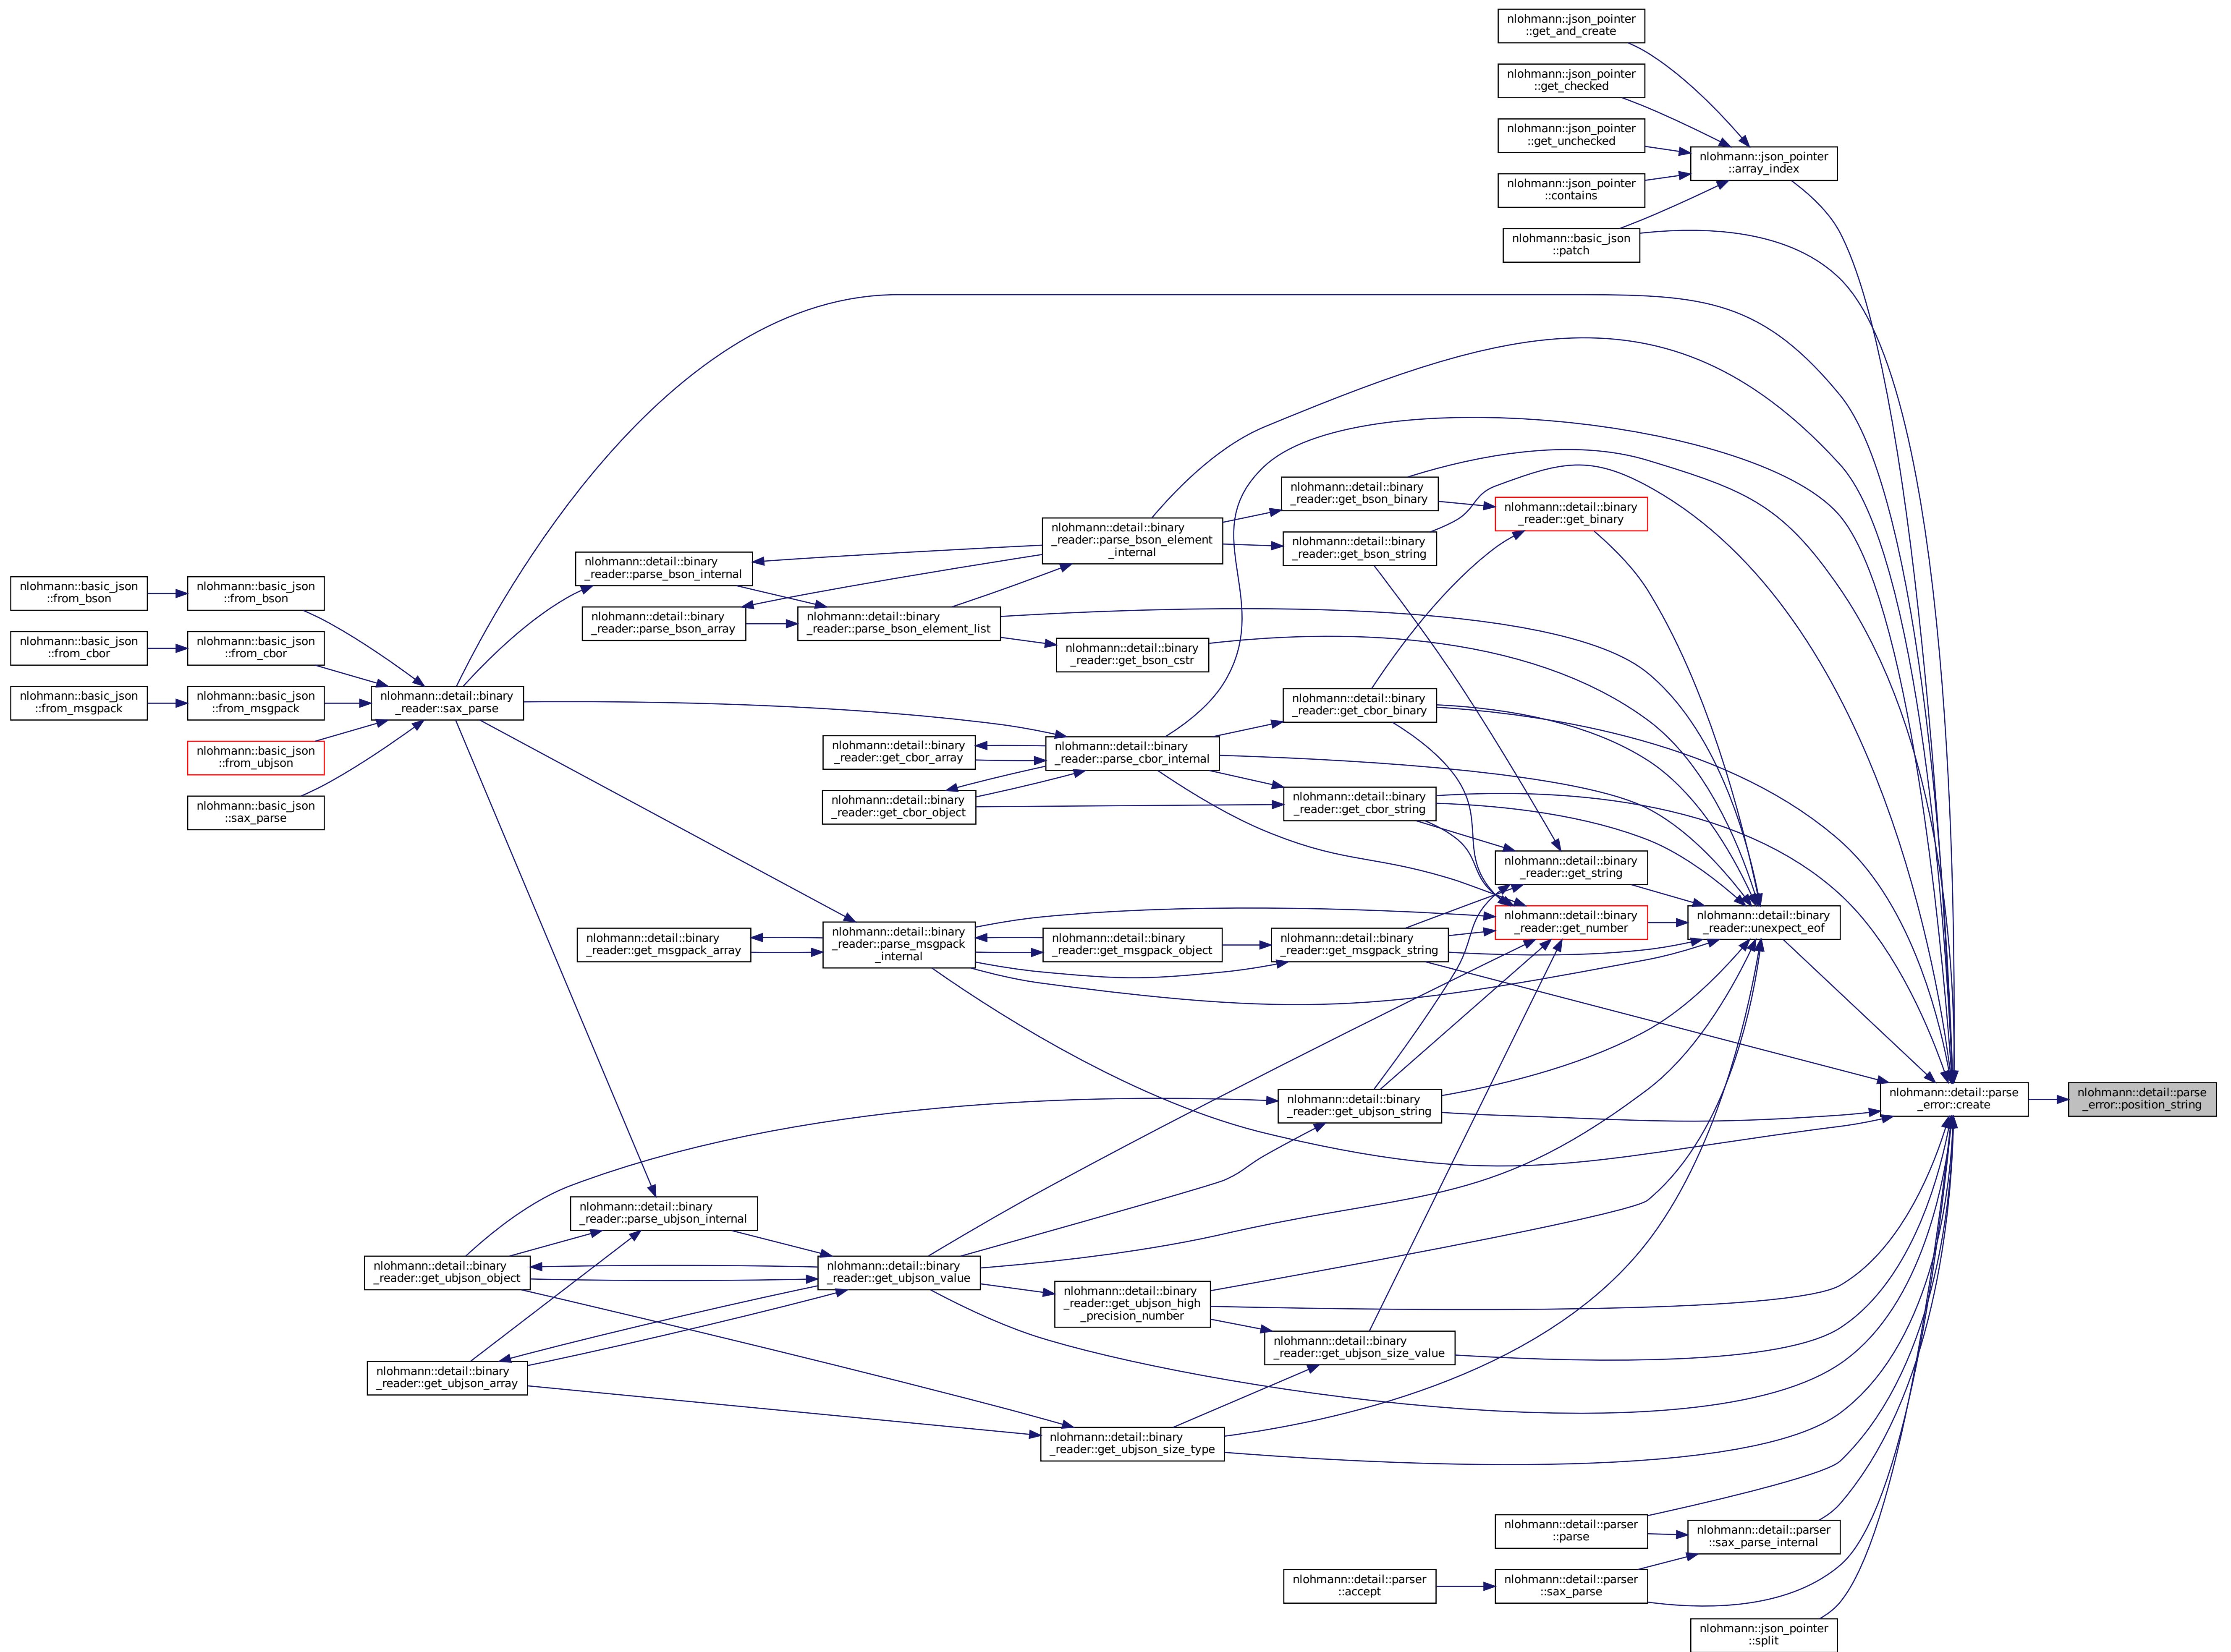 nlohmann::json_pointer
::get_and_create
nlohmann::json_pointer
::get_checked
nlohmann::json_pointer
::get_unchecked
nlohmann::json_pointer
::array_index
nlohmann::json_pointer
::contains
nlohmann::basic_json
::patch
nlohmann::detail::binary
_reader::get_bson_binary
nlohmann::detail::binary
_reader::get_binary
nlohmann::detail::binary
_reader::parse_bson_element
_internal
nlohmann::detail::binary
_reader::get_bson_string
nlohmann::detail::binary
_reader::parse_bson_internal
nlohmann::basic_json
::from_bson
nlohmann::basic_json
::from_bson
nlohmann::detail::binary
_reader::parse_bson_array
nlohmann::detail::binary
_reader::parse_bson_element_list
nlohmann::basic_json
::from_cbor
nlohmann::basic_json
::from_cbor
nlohmann::detail::binary
_reader::get_bson_cstr
nlohmann::basic_json
::from_msgpack
nlohmann::basic_json
::from_msgpack
nlohmann::detail::binary
_reader::sax_parse
nlohmann::detail::binary
_reader::get_cbor_binary
nlohmann::basic_json
::from_ubjson
nlohmann::detail::binary
_reader::get_cbor_array
nlohmann::detail::binary
_reader::parse_cbor_internal
nlohmann::basic_json
::sax_parse
nlohmann::detail::binary
_reader::get_cbor_object
nlohmann::detail::binary
_reader::get_cbor_string
nlohmann::detail::binary
_reader::get_string
nlohmann::detail::binary
_reader::get_number
nlohmann::detail::binary
_reader::unexpect_eof
nlohmann::detail::binary
_reader::get_msgpack_array
nlohmann::detail::binary
_reader::parse_msgpack
_internal
nlohmann::detail::binary
_reader::get_msgpack_object
nlohmann::detail::binary
_reader::get_msgpack_string
nlohmann::detail::binary
_reader::get_ubjson_string
nlohmann::detail::parse
_error::create
nlohmann::detail::parse
_error::position_string
nlohmann::detail::binary
_reader::parse_ubjson_internal
nlohmann::detail::binary
_reader::get_ubjson_object
nlohmann::detail::binary
_reader::get_ubjson_value
nlohmann::detail::binary
_reader::get_ubjson_high
_precision_number
nlohmann::detail::binary
_reader::get_ubjson_size_value
nlohmann::detail::binary
_reader::get_ubjson_array
nlohmann::detail::binary
_reader::get_ubjson_size_type
nlohmann::detail::parser
::parse
nlohmann::detail::parser
::sax_parse_internal
nlohmann::detail::parser
::accept
nlohmann::detail::parser
::sax_parse
nlohmann::json_pointer
::split